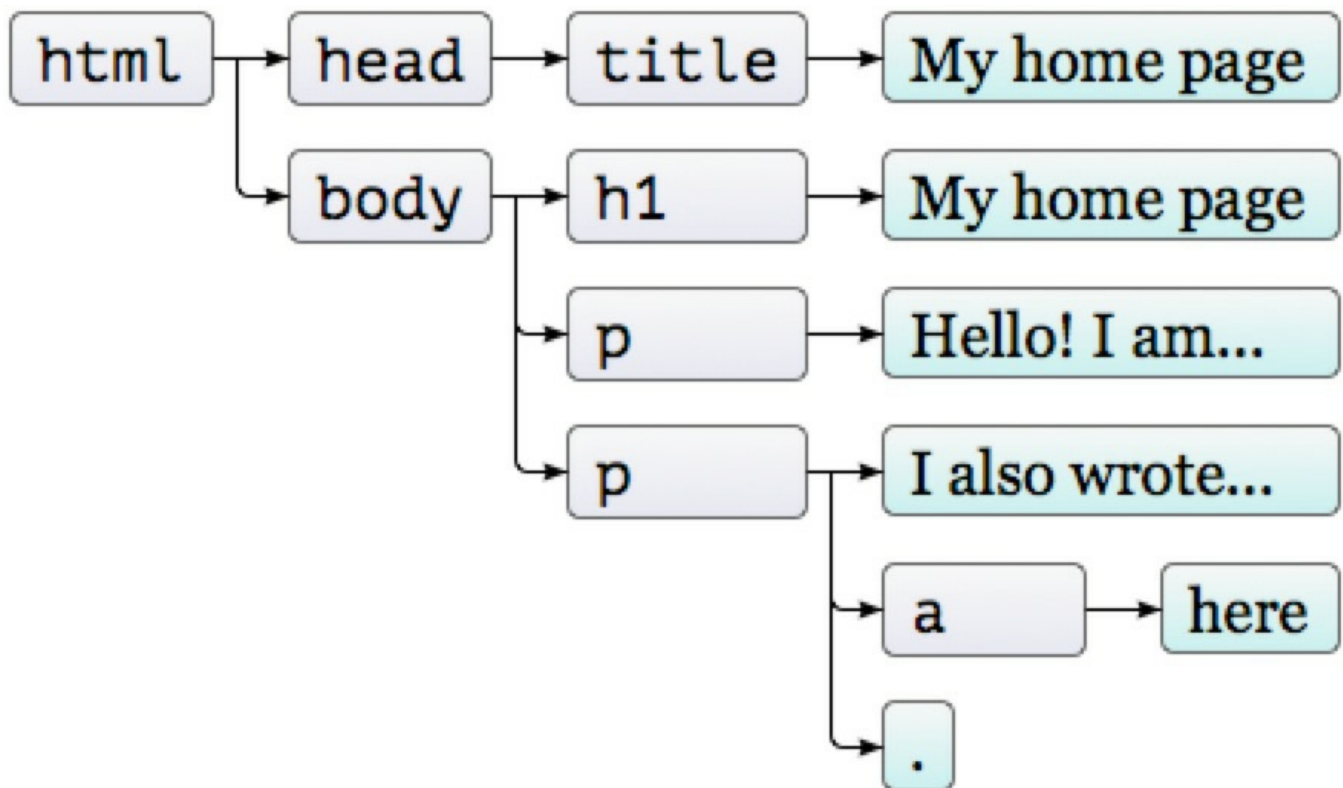 html head title My home page
body h1 My home page
p Hello! I am...
p I also wrote...
a here
.